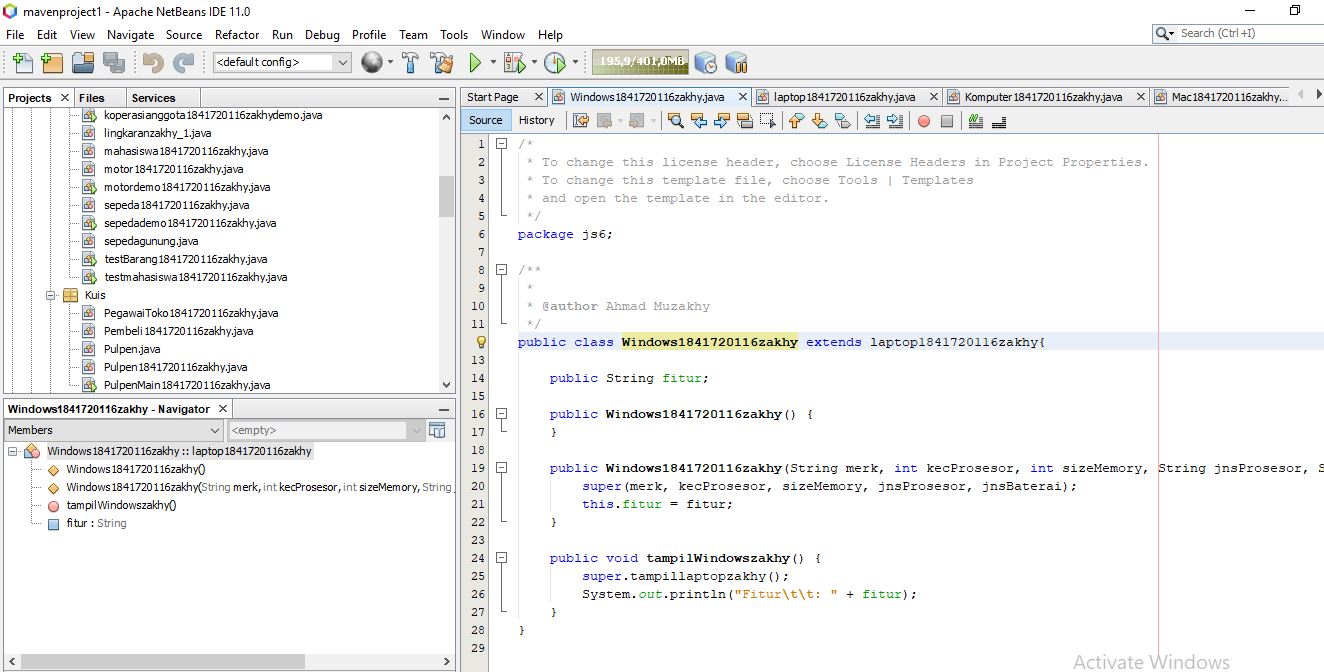 mavenproject1 - Apache NetBeans IDE 11.0
File Edit View Navigate Source Refactor Run Debug Profile Team Tools Window Help
Search (Ctrl+I)
<default config>
195,9/401,0MB
Projects Files Services
koperasianggota1841720116zakhydemo.java
lingkaranzakhy_1.java
mahasiswa1841720116zakhy.java
motor1841720116zakhy.java
motordemo1841720116zakhy.java
sepeda1841720116zakhy.java
sepedademo1841720116zakhy.java
sepedagunung.java
testBarang1841720116zakhy.java
testmahasiswa1841720116zakhy.java
Kuis
PegawaiToko1841720116zakhy.java
Pembeli1841720116zakhy.java
Pulpen.java
Pulpen1841720116zakhy.java
PulpenMain1841720116zakhy.java
Windows1841720116zakhy - Navigator
Members
<empty>
Windows1841720116zakhy :: laptop1841720116zakhy
Windows1841720116zakhy()
Windows1841720116zakhy(String merk, int kecProsesor, int sizeMemory, String
tampilWindowszakhy()
fitur : String
Start Page Windows1841720116zakhy.java laptop1841720116zakhy.java Komputer1841720116zakhy.java Mac1841720116zakhy...
Source History
1 /*
2 * To change this license header, choose License Headers in Project Properties.
3 * To change this template file, choose Tools | Templates
4 * and open the template in the editor.
5 */
6 package js6;
7
8 /**
9 *
10 * @author Ahmad Muzakhy
11 */
public class Windows1841720116zakhy extends laptop1841720116zakhy{
13
14 public String fitur;
15
16 public Windows1841720116zakhy() {
17 }
18
19 public Windows1841720116zakhy(String merk, int kecProsesor, int sizeMemory, String jnsProsesor, S
20 super(merk, kecProsesor, sizeMemory, jnsProsesor, jnsBaterai);
21 this.fitur = fitur;
22 }
23
24 public void tampilWindowszakhy() {
25 super.tampillaptopzakhy();
26 System.out.println("Fitur\t\t: " + fitur);
27 }
28 }
29
Activate Windows